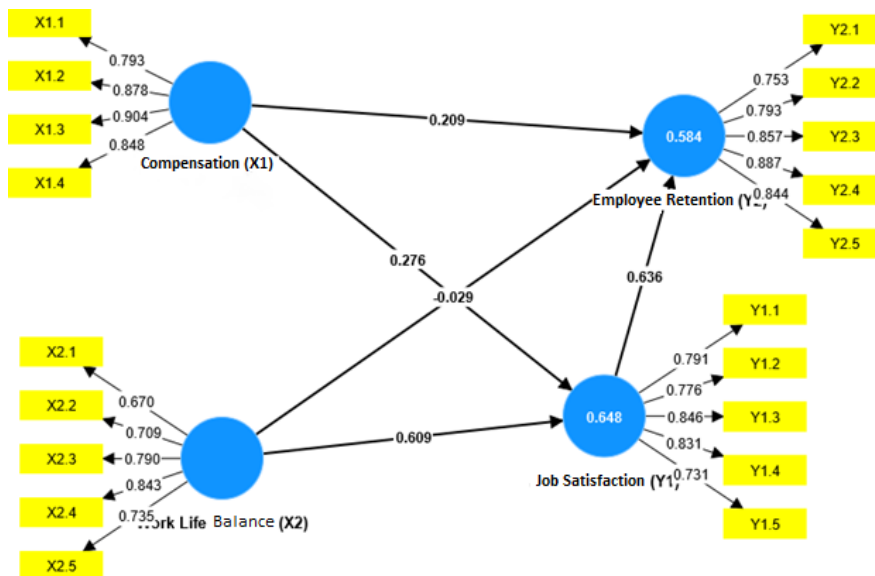 X1.1
X1.2
X1.3
X1.4
0.793
0.878
0.904
0.848
Compensation (X1)
0.209
0.276
-0.029
0.636
0.609
0.584
Employee Retention (Y2)
0.753
0.793
0.857
0.887
0.844
Y2.1
Y2.2
Y2.3
Y2.4
Y2.5
X2.1
X2.2
X2.3
X2.4
X2.5
0.670
0.709
0.790
0.843
0.735
Life Balance (X2)
0.648
Job Satisfaction (Y1)
0.791
0.776
0.846
0.831
0.731
Y1.1
Y1.2
Y1.3
Y1.4
Y1.5